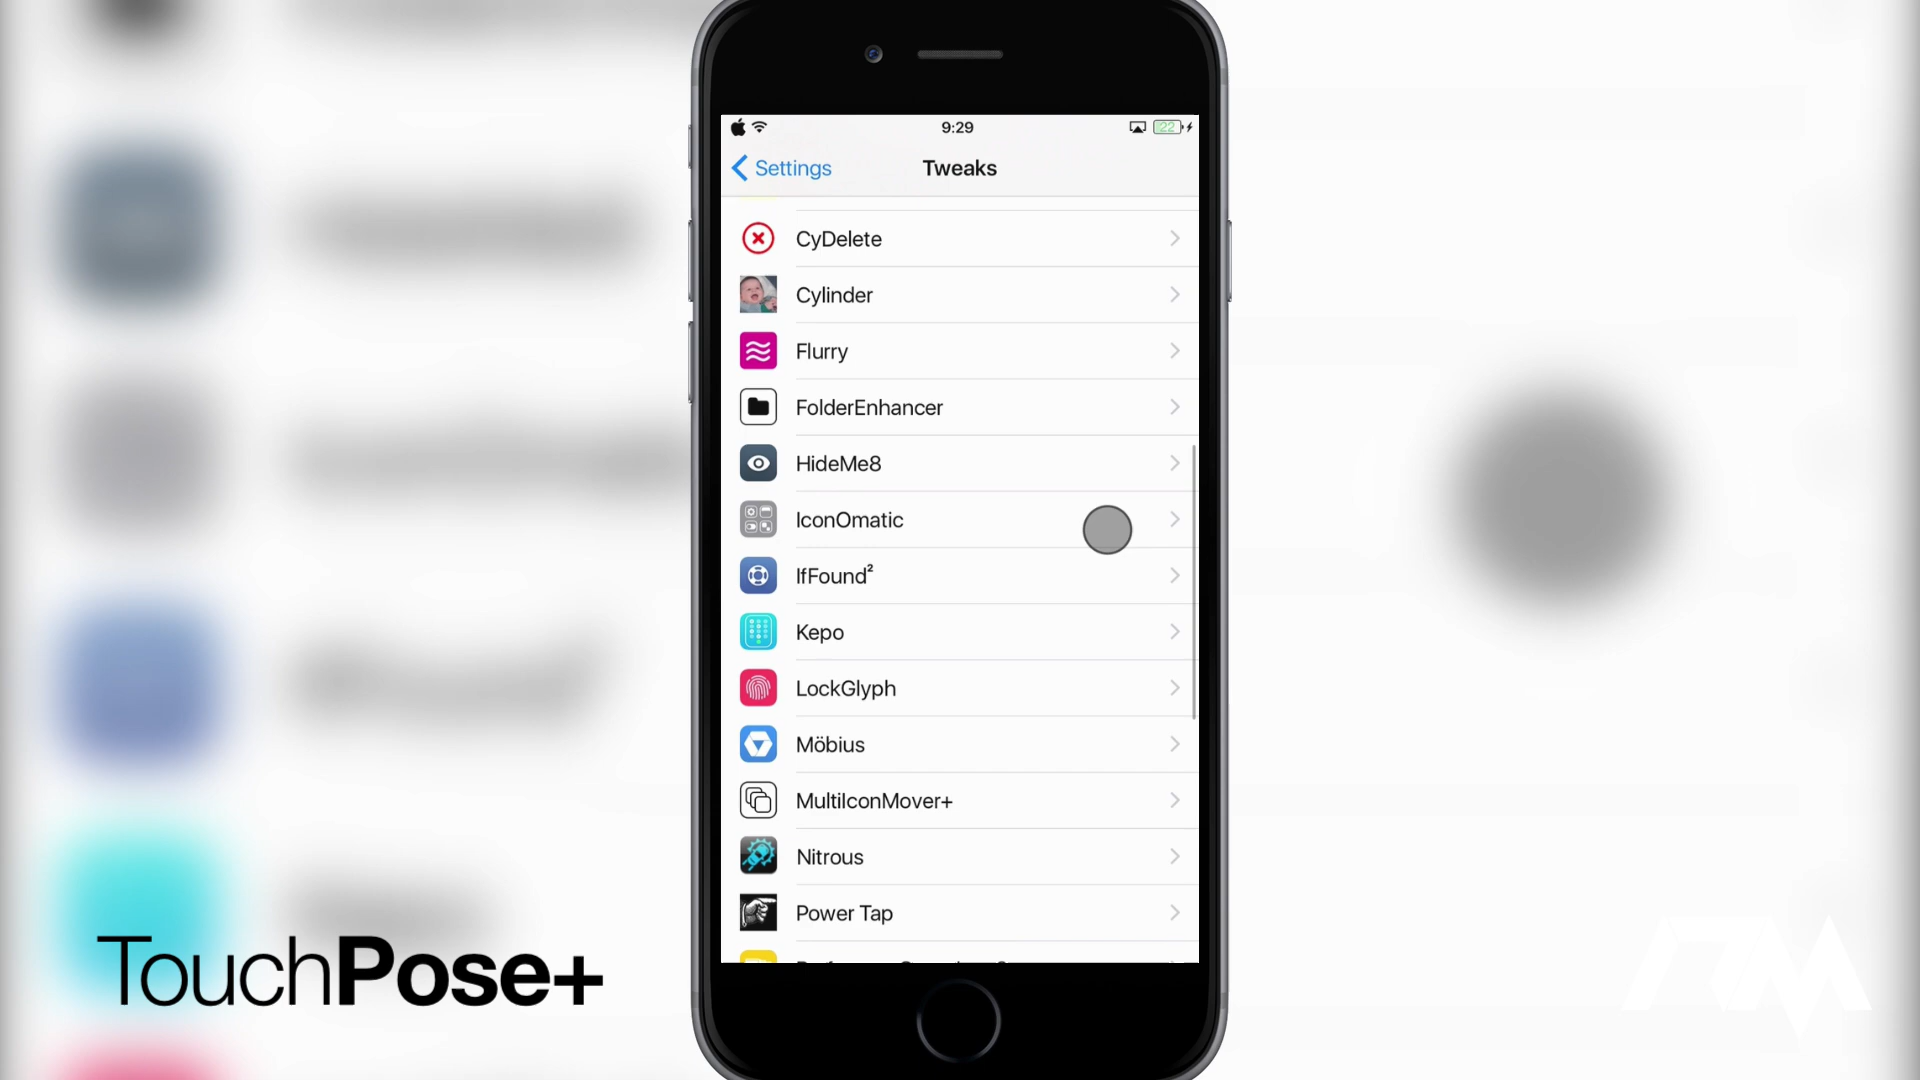 9:29
22
Settings
Tweaks
CyDelete
Cylinder
Flurry
FolderEnhancer
HideMe8
IconOmatic
IfFound²
Kepo
LockGlyph
Möbius
MultiIconMover+
Nitrous
Power Tap
TouchPose+